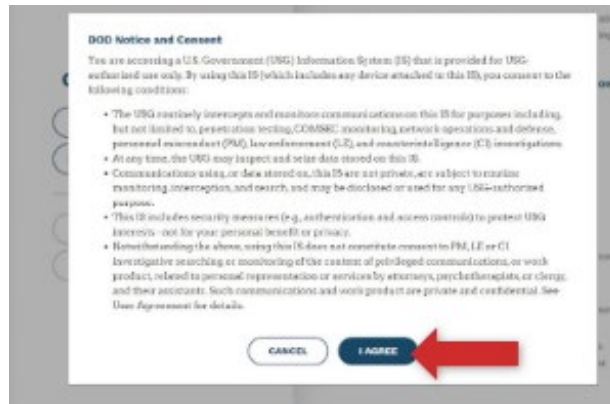 DOD Notice and Consent
You are accessing a U.S. Government (USG) Information System (IS) that is provided for USG-
authorized use only. By using this IS (which includes any device attached to this IS), you consent to the
following conditions:
• The USG routinely intercepts and monitors communications on this IS for purposes including,
but not limited to, penetration testing, COMSEC monitoring, network operations and defense,
personnel misconduct (PM), law enforcement (LE), and counterintelligence (CI) investigations.
• At any time, the USG may inspect and seize data stored on this IS.
• Communications using, or data stored on, this IS are not private, are subject to routine
monitoring, interception, and search, and may be disclosed or used for any USG-authorized
purpose.
• This IS includes security measures (e.g., authentication and access controls) to protect USG
interests--not for your personal benefit or privacy.
• Notwithstanding the above, using this IS does not constitute consent to PM, LE or CI
investigative searching or monitoring of the content of privileged communications, or work
product, related to personal representation or services by attorneys, psychotherapists, or clergy,
and their assistants. Such communications and work product are private and confidential. See
User Agreement for details.
CANCEL
I AGREE